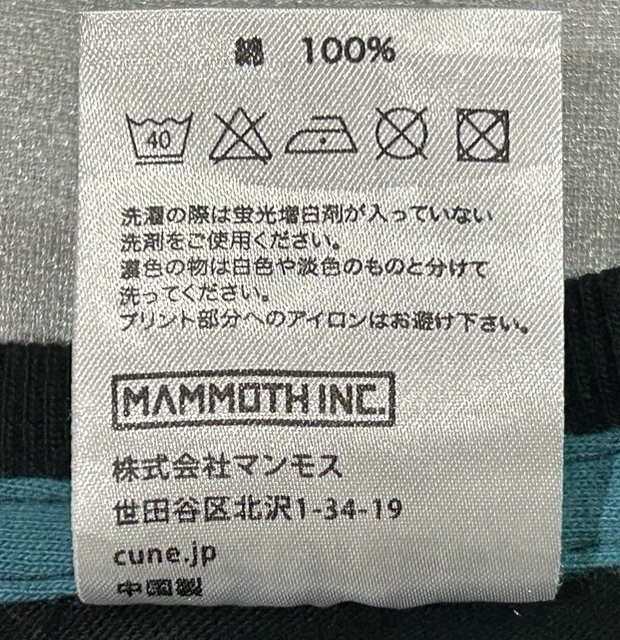 綿 100%
40
洗濯の際は蛍光増白剤が入っていない
洗剤をご使用ください。
濃色の物は白色や淡色のものと分けて
洗ってください。
プリント部分へのアイロンはお避け下さい。
MAMMOTH INC.
株式会社マンモス
世田谷区北沢1-34-19
cune.jp
中国製